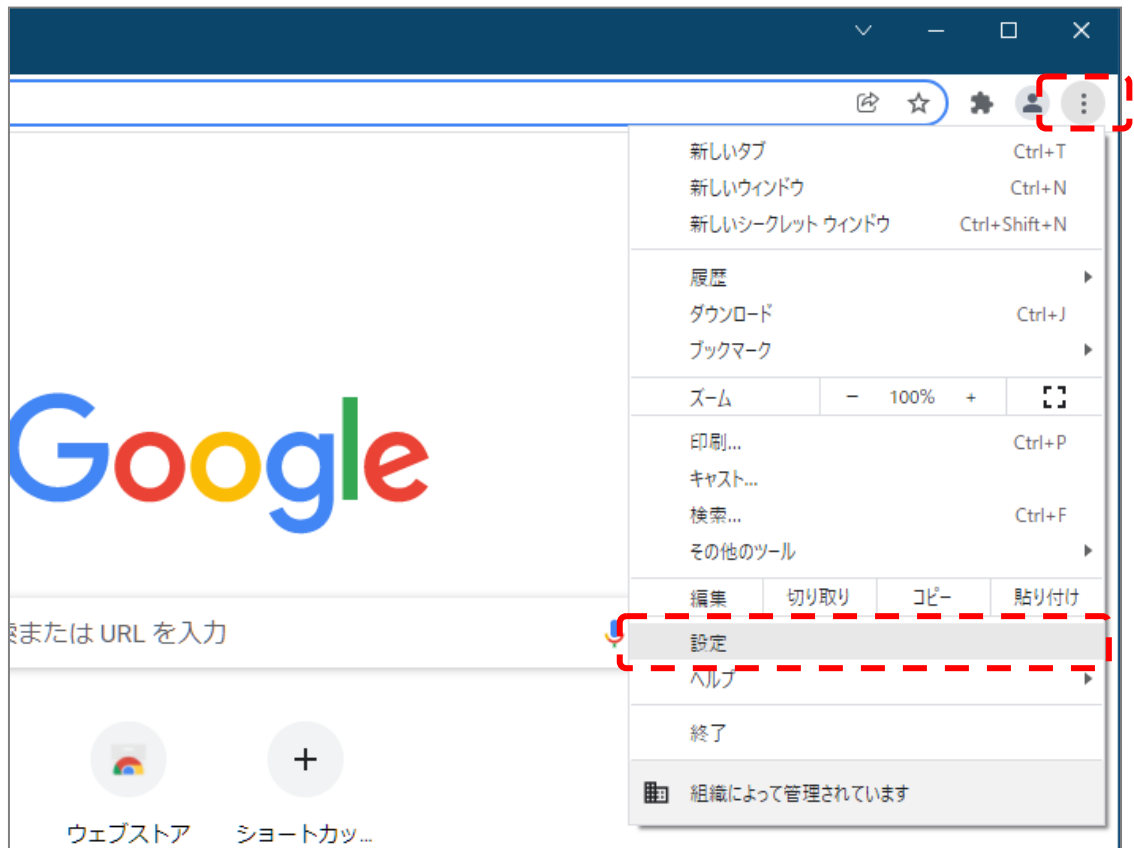 新しいタブ Ctrl+T
新しいウィンドウ Ctrl+N
新しいシークレット ウィンドウ Ctrl+Shift+N
履歴
ダウンロード Ctrl+J
ブックマーク
ズーム − 100% +
Google
印刷... Ctrl+P
キャスト...
検索... Ctrl+F
その他のツール
編集 切り取り コピー 貼り付け
または URL を入力
設定
ヘルプ
終了
組織によって管理されています
ウェブストア ショートカッ...